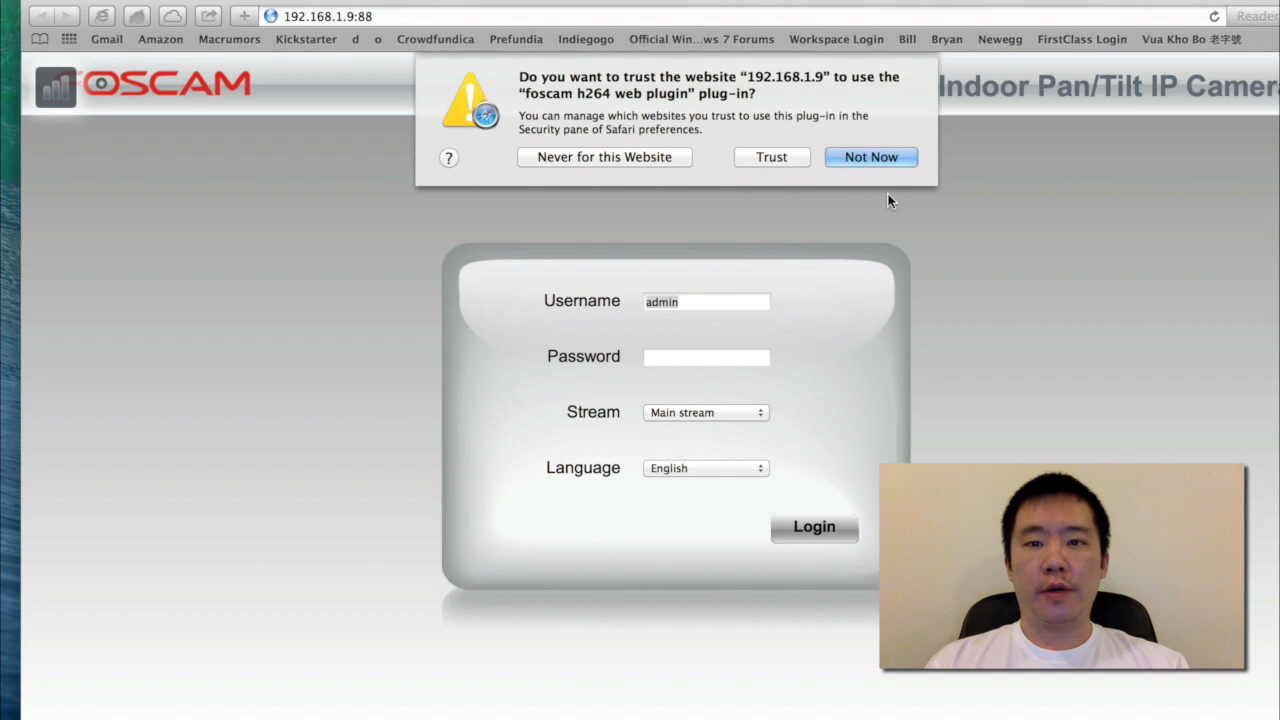 192.168.1.9:88
Reader
Gmail Amazon Macrumors Kickstarter d o Crowdfundica Prefundia Indiegogo Official Win...ws 7 Forums Workspace Login Bill Bryan Newegg FirstClass Login Vua Kho Bo 老字號
FOSCAM
Indoor Pan/Tilt IP Camera
Do you want to trust the website “192.168.1.9” to use the
“foscam h264 web plugin” plug-in?
You can manage which websites you trust to use this plug-in in the
Security pane of Safari preferences.
? Never for this Website Trust Not Now
Username admin
Password
Stream Main stream
Language English
Login